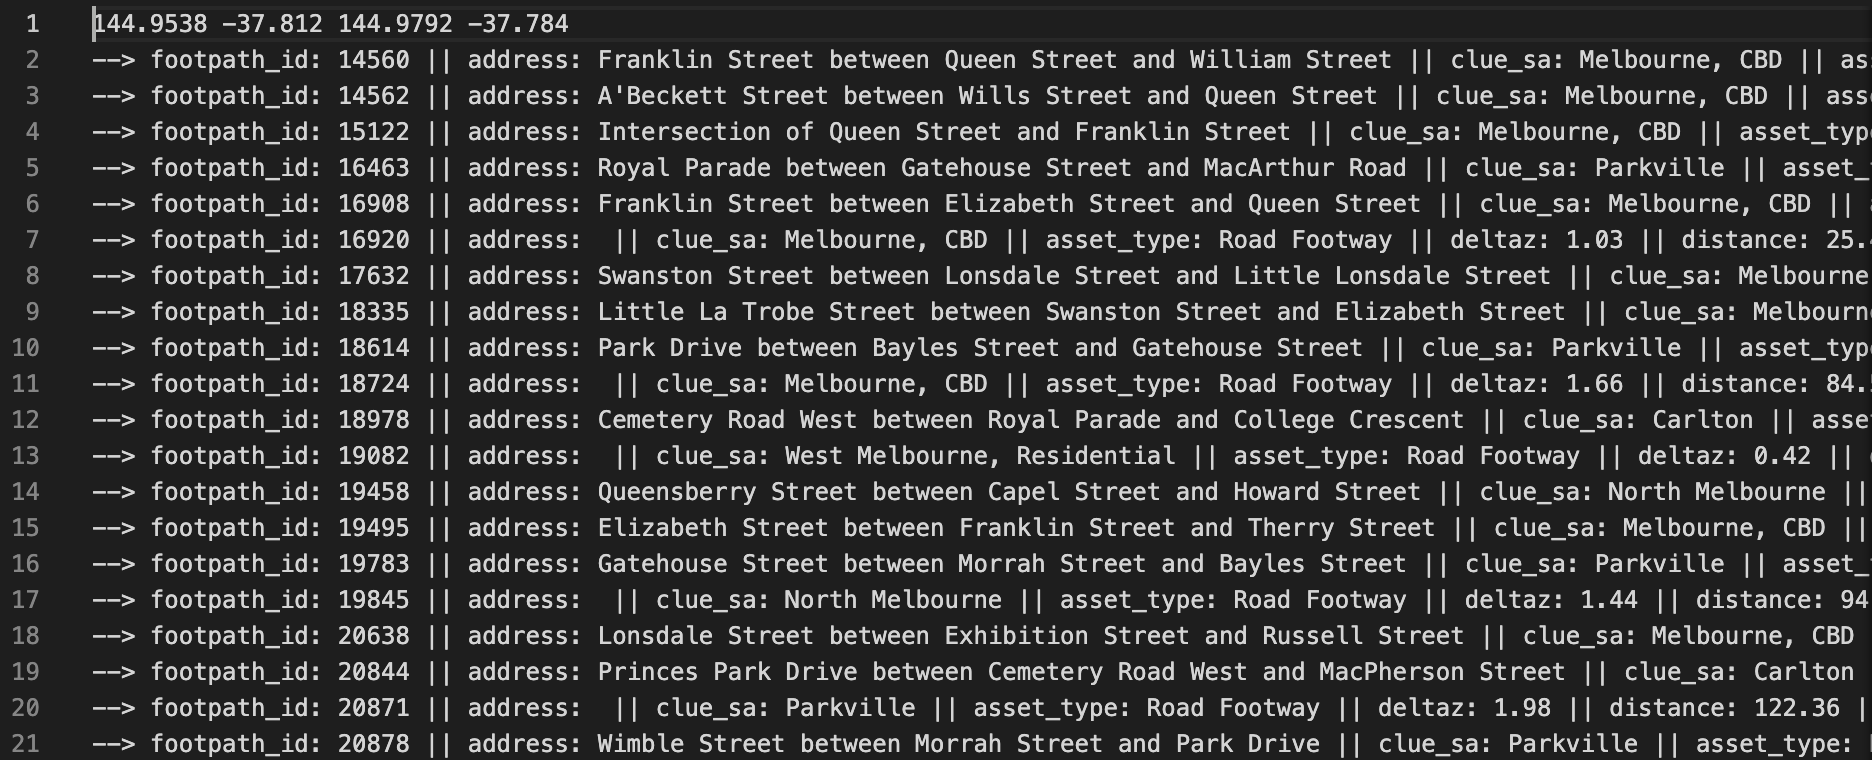 1 144.9538 -37.812 144.9792 -37.784
2 --> footpath_id: 14560 || address: Franklin Street between Queen Street and William Street || clue_sa: Melbourne, CBD || as
3 --> footpath_id: 14562 || address: A'Beckett Street between Wills Street and Queen Street || clue_sa: Melbourne, CBD || ass
4 --> footpath_id: 15122 || address: Intersection of Queen Street and Franklin Street || clue_sa: Melbourne, CBD || asset_typ
5 --> footpath_id: 16463 || address: Royal Parade between Gatehouse Street and MacArthur Road || clue_sa: Parkville || asset_
6 --> footpath_id: 16908 || address: Franklin Street between Elizabeth Street and Queen Street || clue_sa: Melbourne, CBD ||
7 --> footpath_id: 16920 || address:  || clue_sa: Melbourne, CBD || asset_type: Road Footway || deltaz: 1.03 || distance: 25.
8 --> footpath_id: 17632 || address: Swanston Street between Lonsdale Street and Little Lonsdale Street || clue_sa: Melbourne
9 --> footpath_id: 18335 || address: Little La Trobe Street between Swanston Street and Elizabeth Street || clue_sa: Melbourn
10 --> footpath_id: 18614 || address: Park Drive between Bayles Street and Gatehouse Street || clue_sa: Parkville || asset_typ
11 --> footpath_id: 18724 || address:  || clue_sa: Melbourne, CBD || asset_type: Road Footway || deltaz: 1.66 || distance: 84.
12 --> footpath_id: 18978 || address: Cemetery Road West between Royal Parade and College Crescent || clue_sa: Carlton || asse
13 --> footpath_id: 19082 || address:  || clue_sa: West Melbourne, Residential || asset_type: Road Footway || deltaz: 0.42 ||
14 --> footpath_id: 19458 || address: Queensberry Street between Capel Street and Howard Street || clue_sa: North Melbourne ||
15 --> footpath_id: 19495 || address: Elizabeth Street between Franklin Street and Therry Street || clue_sa: Melbourne, CBD ||
16 --> footpath_id: 19783 || address: Gatehouse Street between Morrah Street and Bayles Street || clue_sa: Parkville || asset_
17 --> footpath_id: 19845 || address:  || clue_sa: North Melbourne || asset_type: Road Footway || deltaz: 1.44 || distance: 94
18 --> footpath_id: 20638 || address: Lonsdale Street between Exhibition Street and Russell Street || clue_sa: Melbourne, CBD
19 --> footpath_id: 20844 || address: Princes Park Drive between Cemetery Road West and MacPherson Street || clue_sa: Carlton
20 --> footpath_id: 20871 || address:  || clue_sa: Parkville || asset_type: Road Footway || deltaz: 1.98 || distance: 122.36 |
21 --> footpath_id: 20878 || address: Wimble Street between Morrah Street and Park Drive || clue_sa: Parkville || asset_type: